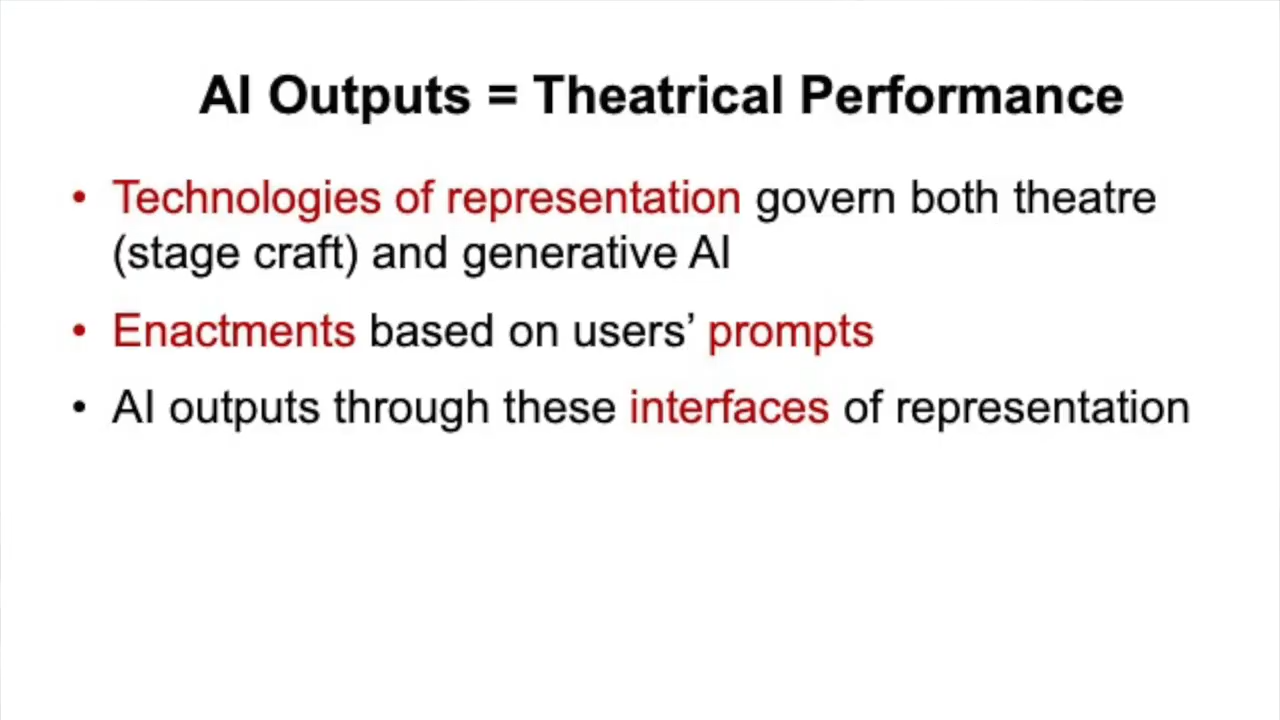 AI Outputs = Theatrical Performance
• Technologies of representation govern both theatre
(stage craft) and generative AI
• Enactments based on users’ prompts
• AI outputs through these interfaces of representation